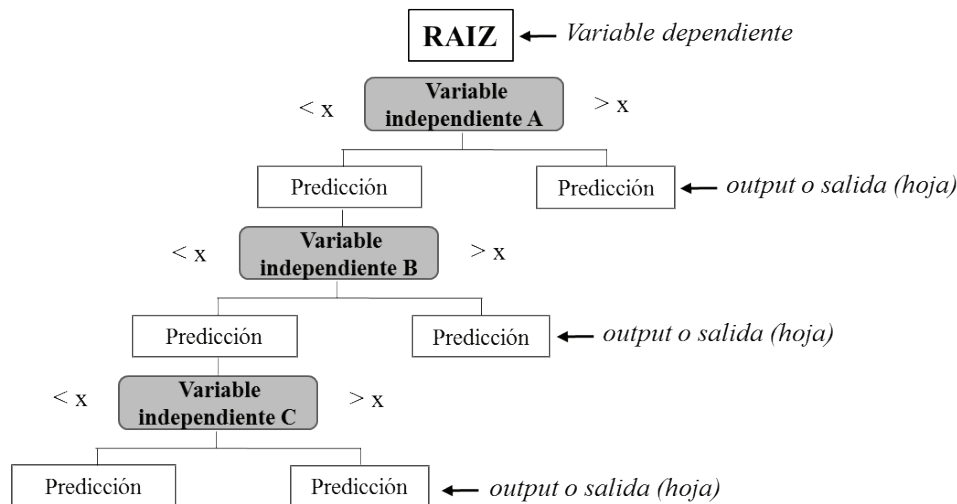 RAIZ
Variable dependiente
< x
Variable
independiente A
> x
Predicción
Predicción
output o salida (hoja)
< x
Variable
independiente B
> x
Predicción
Predicción
output o salida (hoja)
< x
Variable
independiente C
> x
Predicción
Predicción
output o salida (hoja)